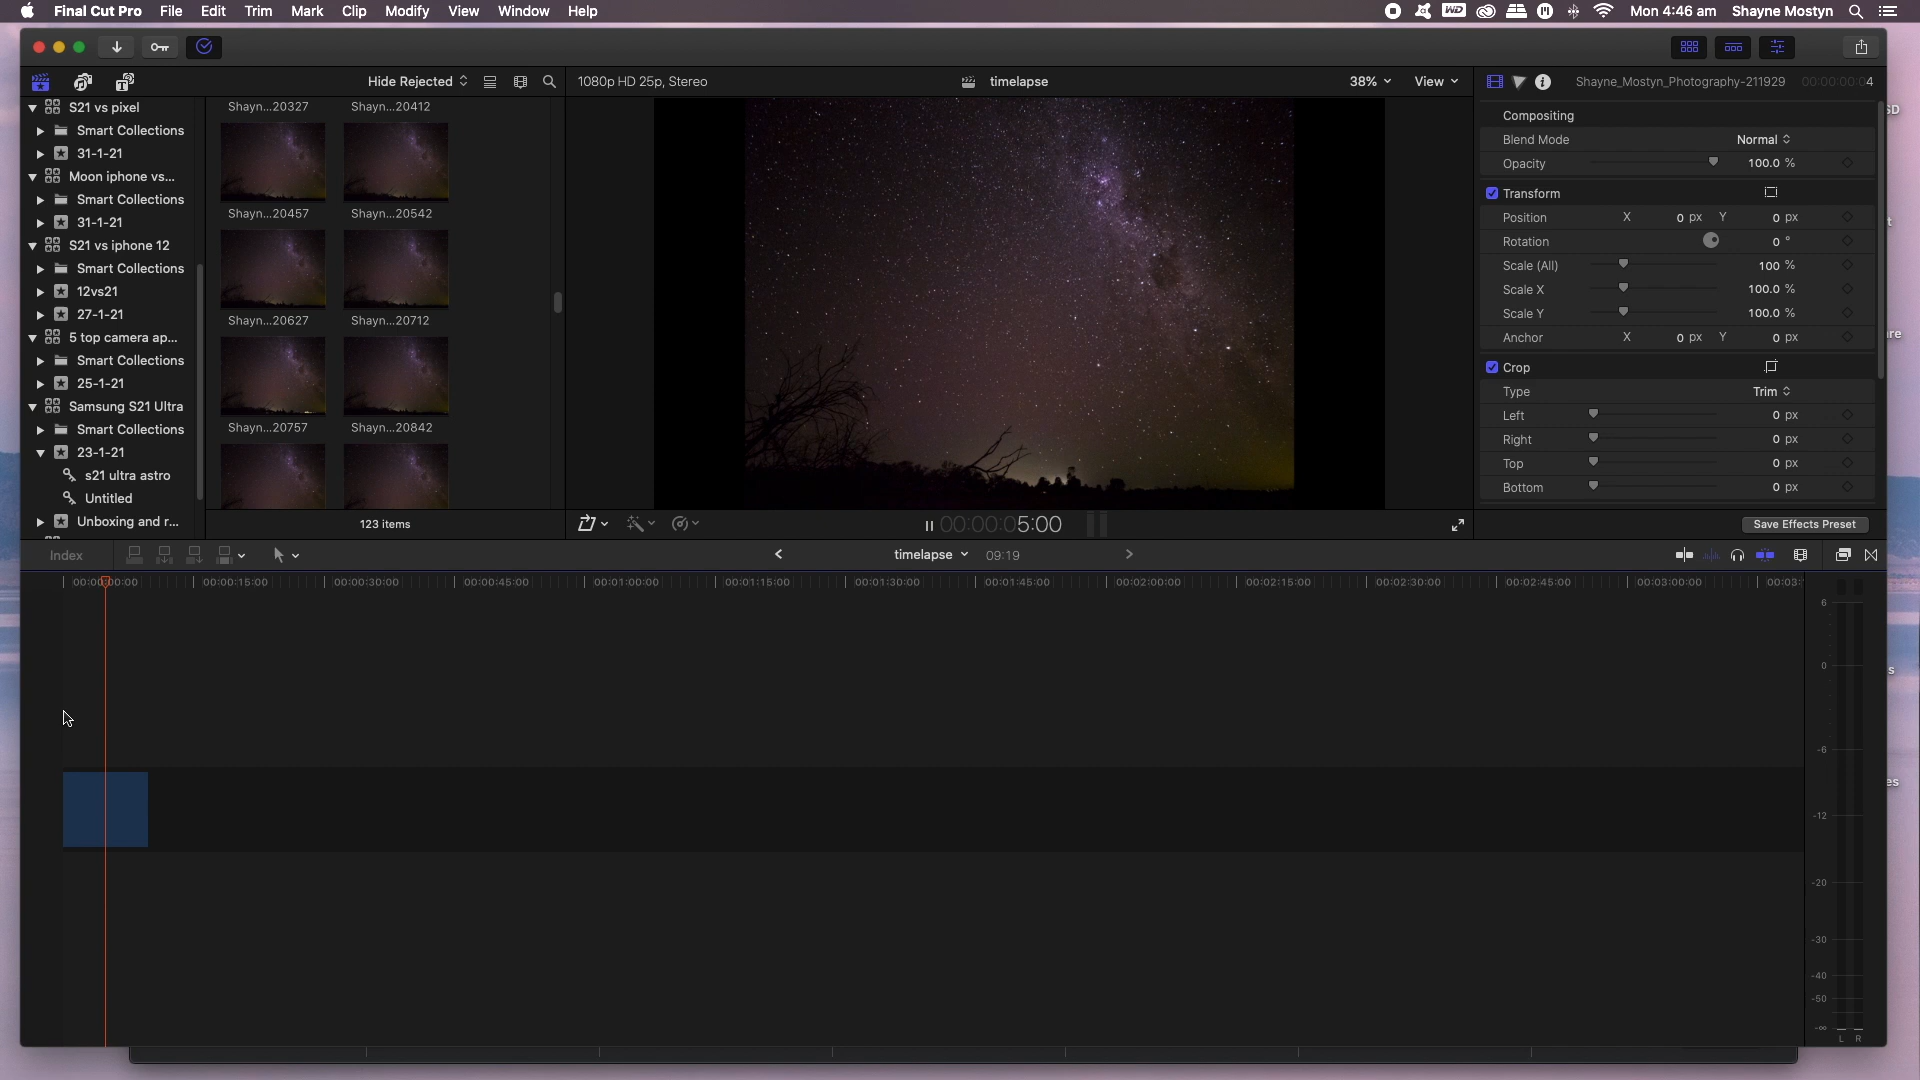 Final Cut Pro File Edit Trim Mark Clip Modify View Window Help
WD Mon 4:46 am Shayne Mostyn
Hide Rejected 1080p HD 25p, Stereo timelapse 38% View Shayne_Mostyn_Photography-211929 00:00:00:04
S21 vs pixel
Smart Collections
31-1-21
Moon iphone vs...
Smart Collections
31-1-21
S21 vs iphone 12
Smart Collections
12vs21
27-1-21
5 top camera ap...
Smart Collections
25-1-21
Samsung S21 Ultra
Smart Collections
23-1-21
s21 ultra astro
Untitled
Unboxing and r...
Shayn...20327 Shayn...20412
Shayn...20457 Shayn...20542
Shayn...20627 Shayn...20712
Shayn...20757 Shayn...20842
123 items
00:00:05:00
Compositing
Blend Mode Normal
Opacity 100.0 %
Transform
Position X 0 px Y 0 px
Rotation 0 °
Scale (All) 100 %
Scale X 100.0 %
Scale Y 100.0 %
Anchor X 0 px Y 0 px
Crop
Type Trim
Left 0 px
Right 0 px
Top 0 px
Bottom 0 px
Save Effects Preset
Index timelapse 09:19
00:00:00:00 00:00:15:00 00:00:30:00 00:00:45:00 00:01:00:00 00:01:15:00 00:01:30:00 00:01:45:00 00:02:00:00 00:02:15:00 00:02:30:00 00:02:45:00 00:03:00:00 00:03:
6
0
-6
-12
-20
-30
-40
-50
-∞
L R